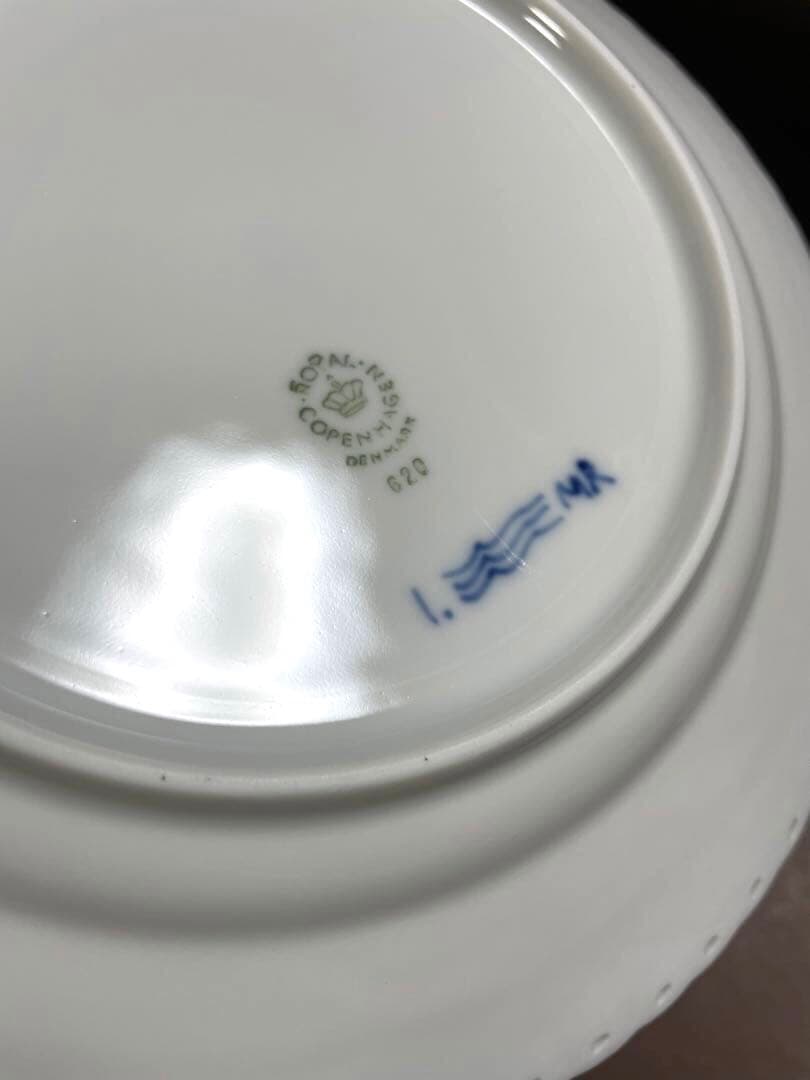 ROYAL·COPENHAGEN·
DENMARK
620
1. MR